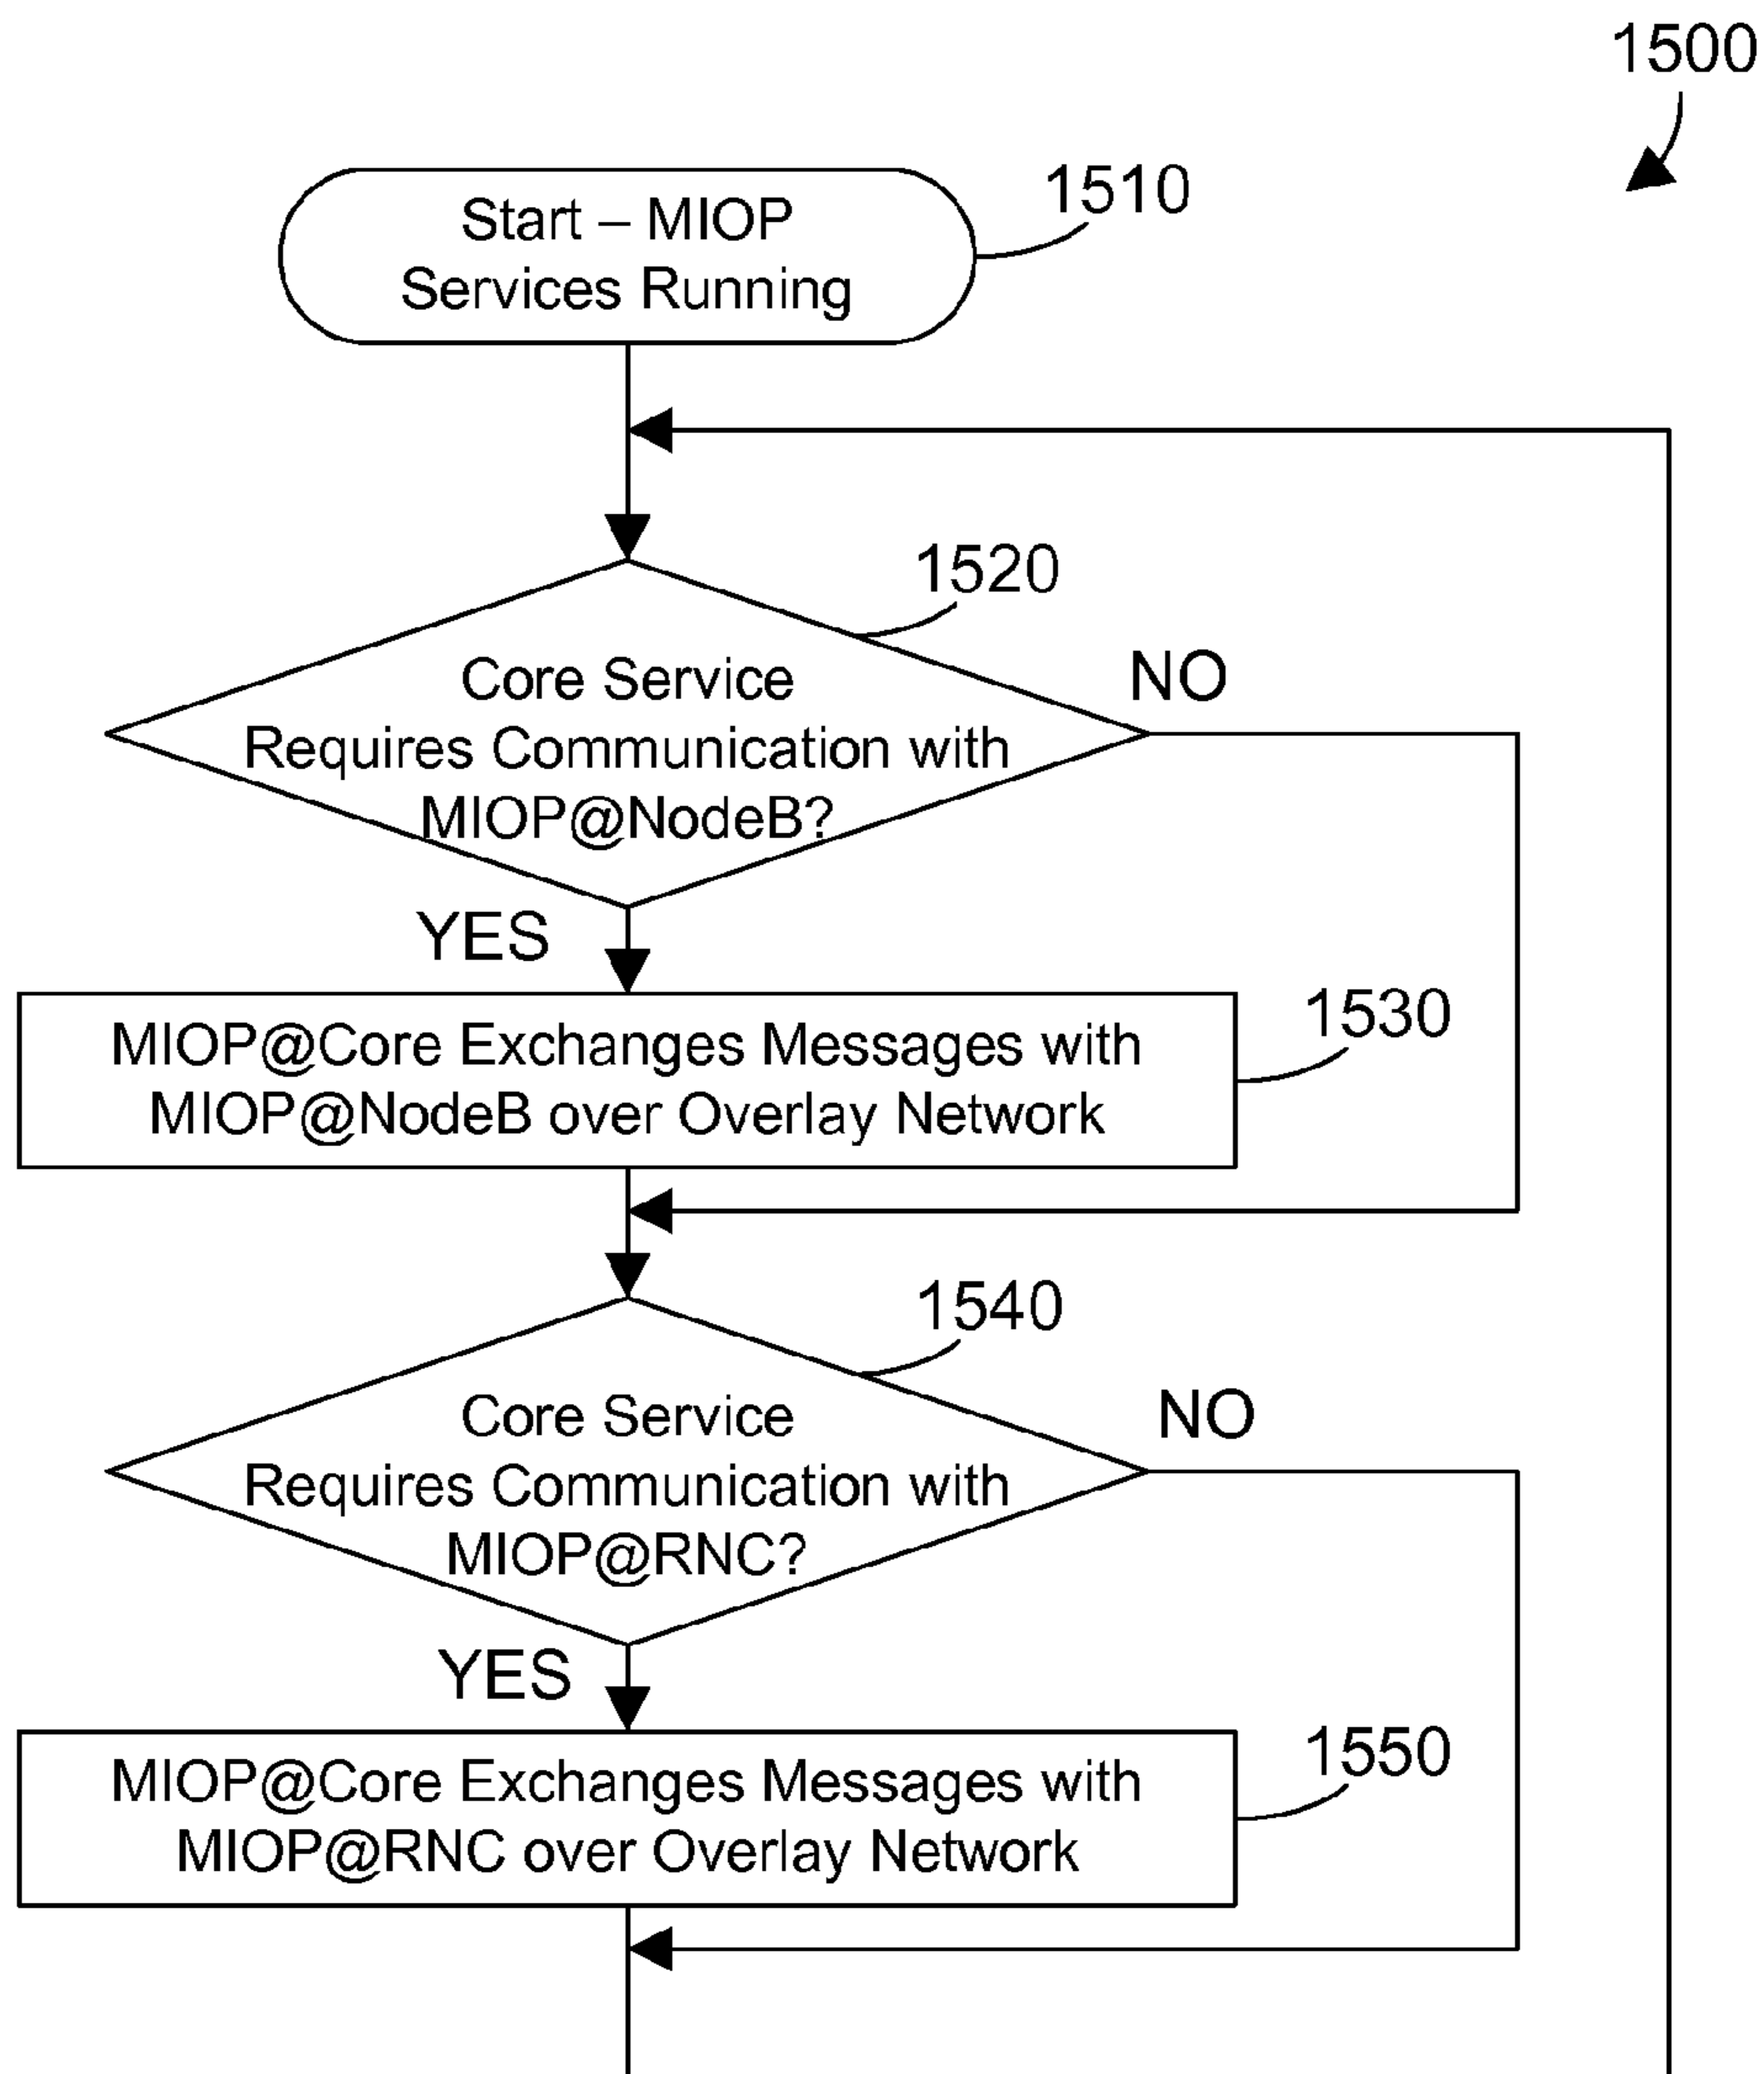 1500
Start – MIOP
Services Running
1510
1520
Core Service
Requires Communication with
MIOP@NodeB?
NO
YES
1530
MIOP@Core Exchanges Messages with
MIOP@NodeB over Overlay Network
1540
Core Service
Requires Communication with
MIOP@RNC?
NO
YES
1550
MIOP@Core Exchanges Messages with
MIOP@RNC over Overlay Network